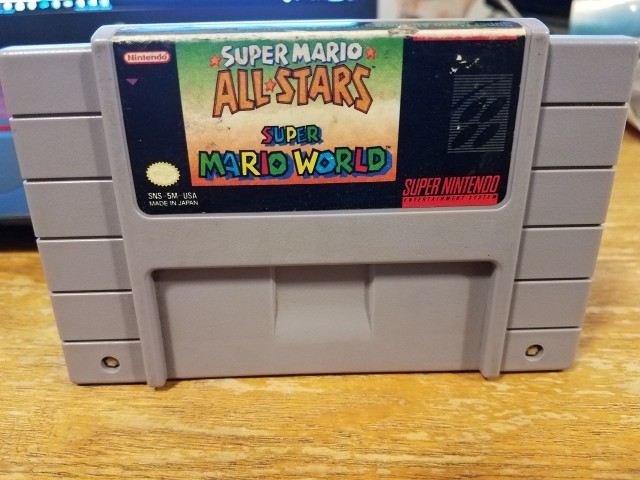 Nintendo
SUPER MARIO
ALL★STARS
SUPER
MARIO WORLD
SNS-5M-USA
MADE IN JAPAN
SUPER NINTENDO
ENTERTAINMENT SYSTEM